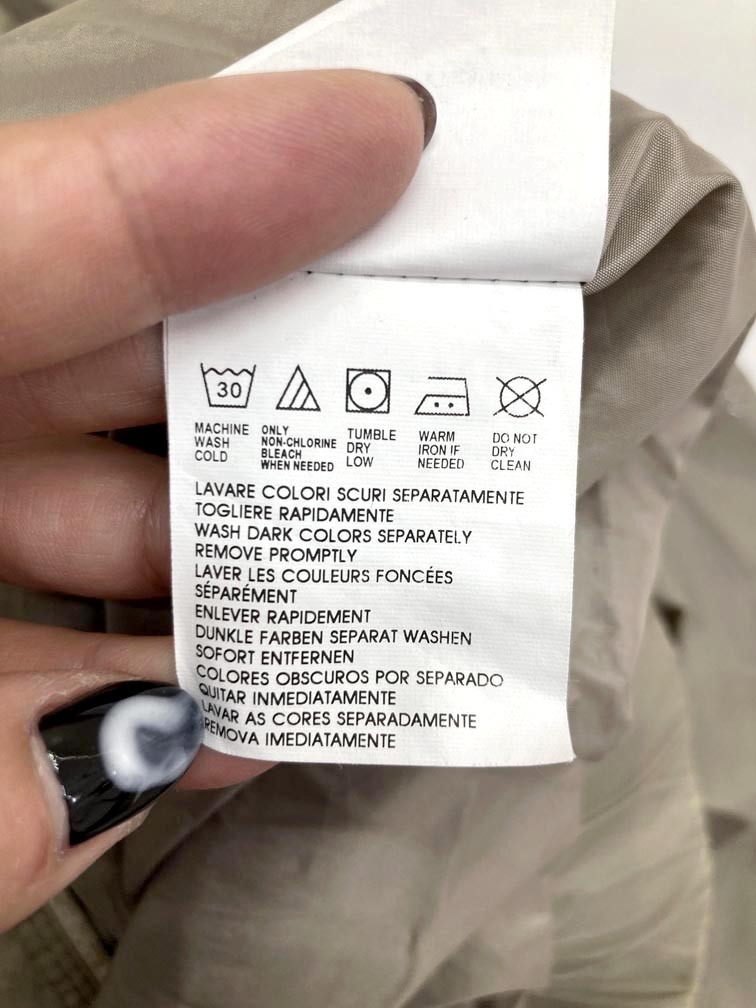 30
MACHINE WASH COLD
ONLY NON-CHLORINE BLEACH WHEN NEEDED
TUMBLE DRY LOW
WARM IRON IF NEEDED
DO NOT DRY CLEAN
LAVARE COLORI SCURI SEPARATAMENTE
TOGLIERE RAPIDAMENTE
WASH DARK COLORS SEPARATELY
REMOVE PROMPTLY
LAVER LES COULEURS FONCÉES
SÉPARÉMENT
ENLEVER RAPIDEMENT
DUNKLE FARBEN SEPARAT WASHEN
SOFORT ENTFERNEN
COLORES OBSCUROS POR SEPARADO
QUITAR INMEDIATAMENTE
LAVAR AS CORES SEPARADAMENTE
REMOVA IMEDIATAMENTE